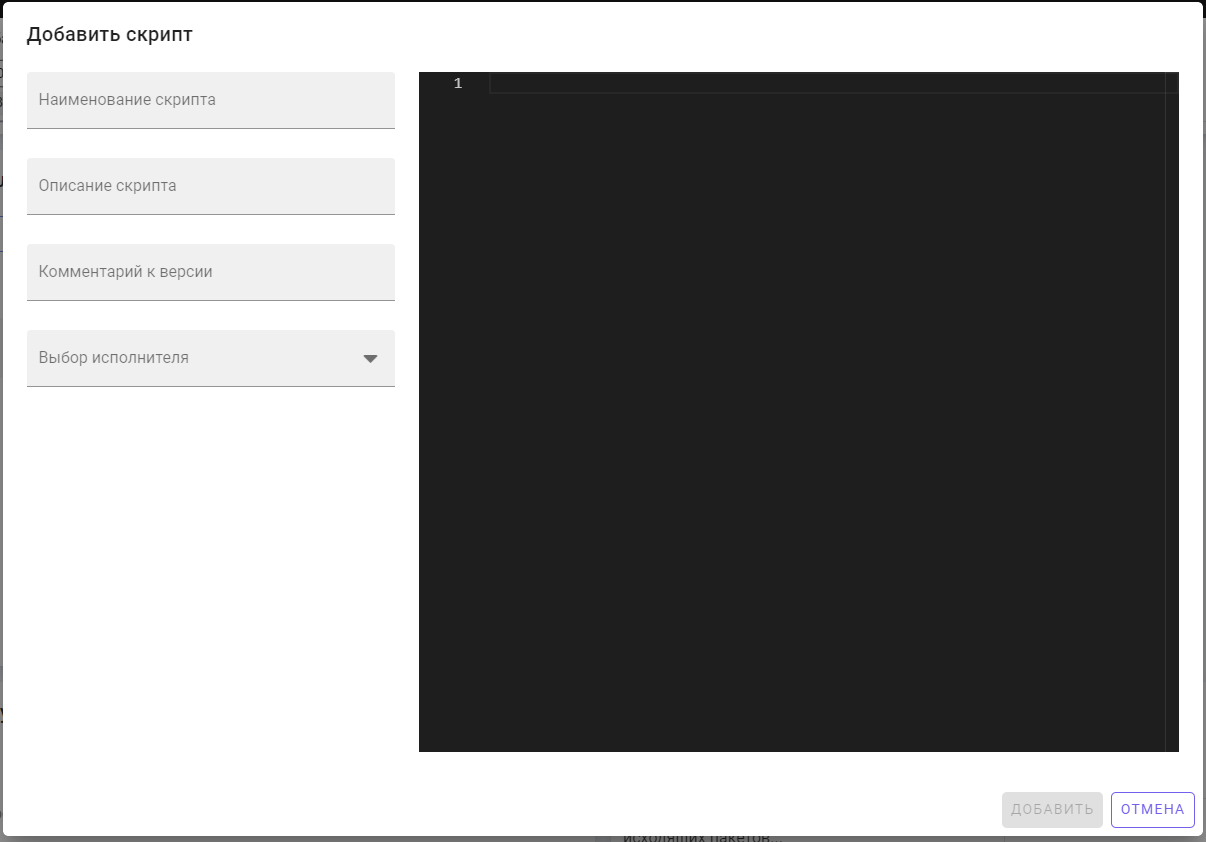 Добавить скрипт
Наименование скрипта
Описание скрипта
Комментарий к версии
Выбор исполнителя
1
ДОБАВИТЬ
ОТМЕНА
исходящих пакетов...